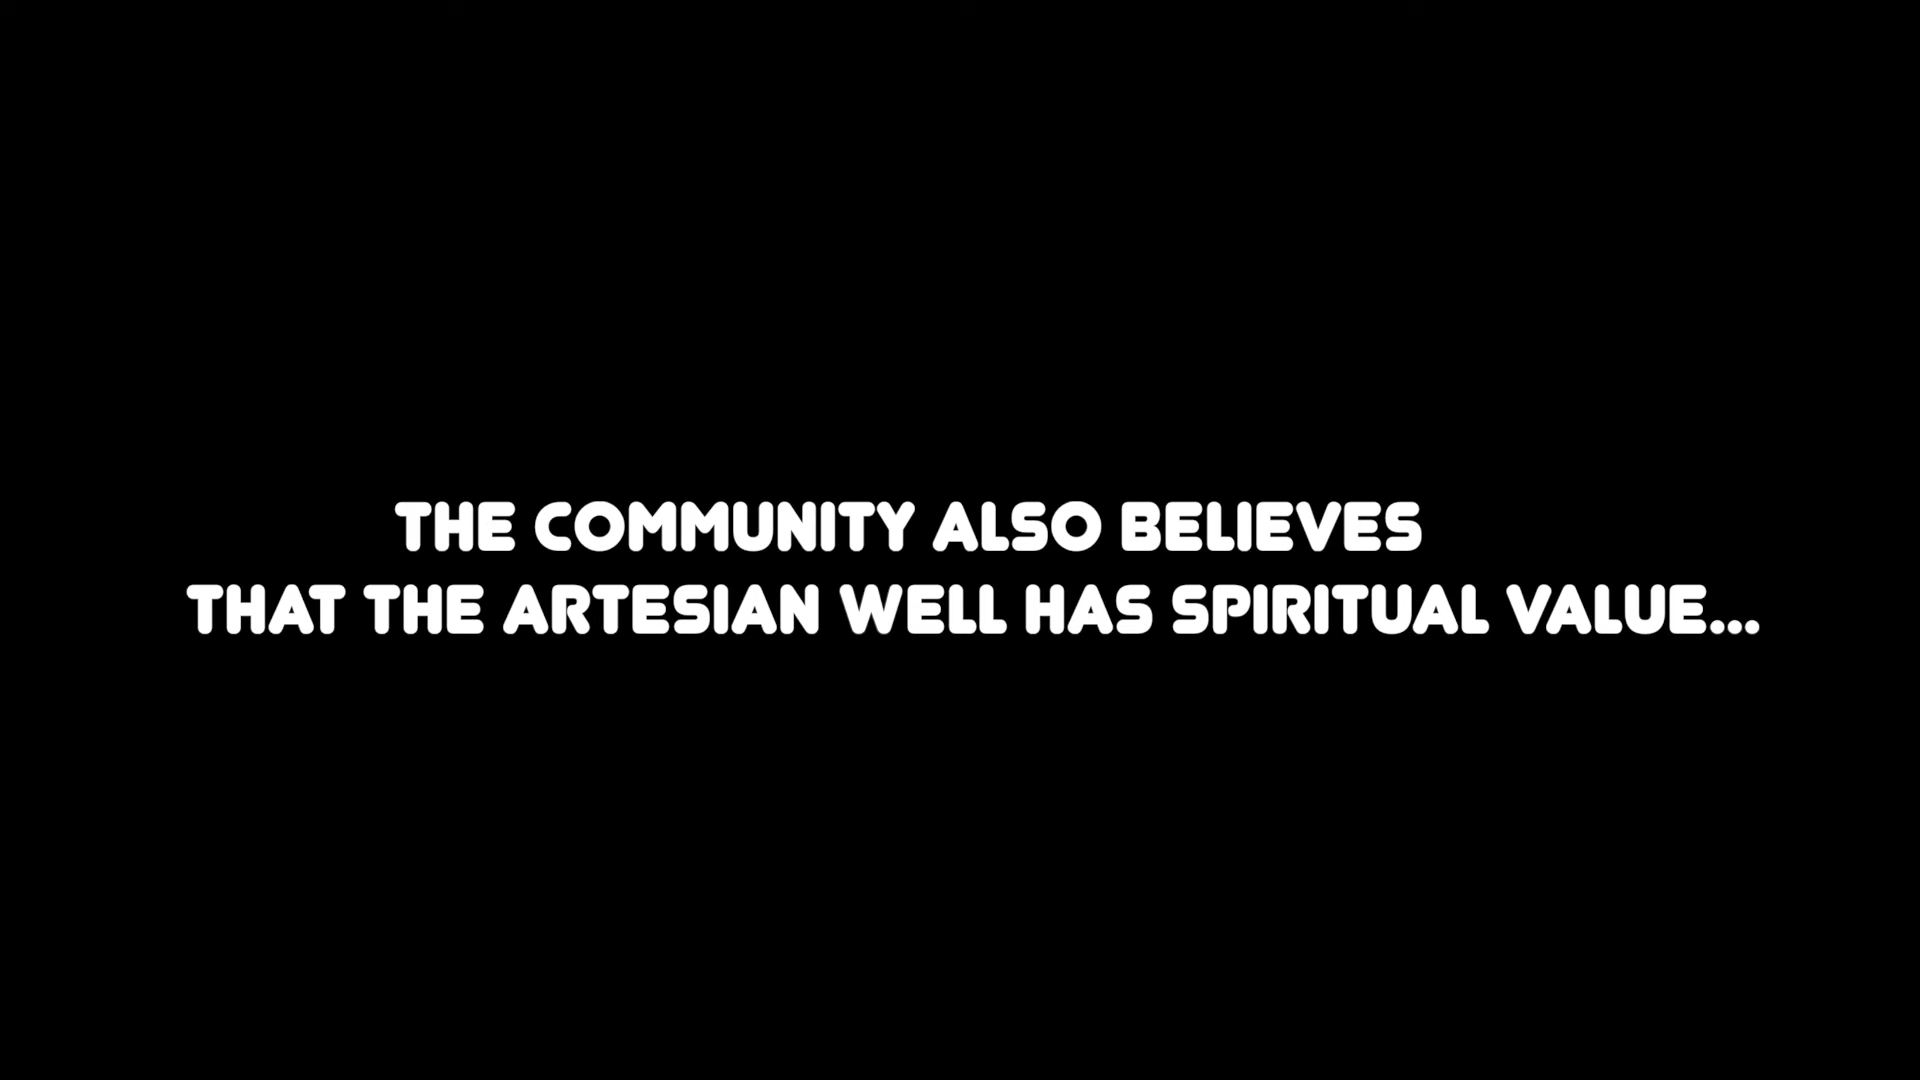 THE COMMUNITY ALSO BELIEVES
THAT THE ARTESIAN WELL HAS SPIRITUAL VALUE...